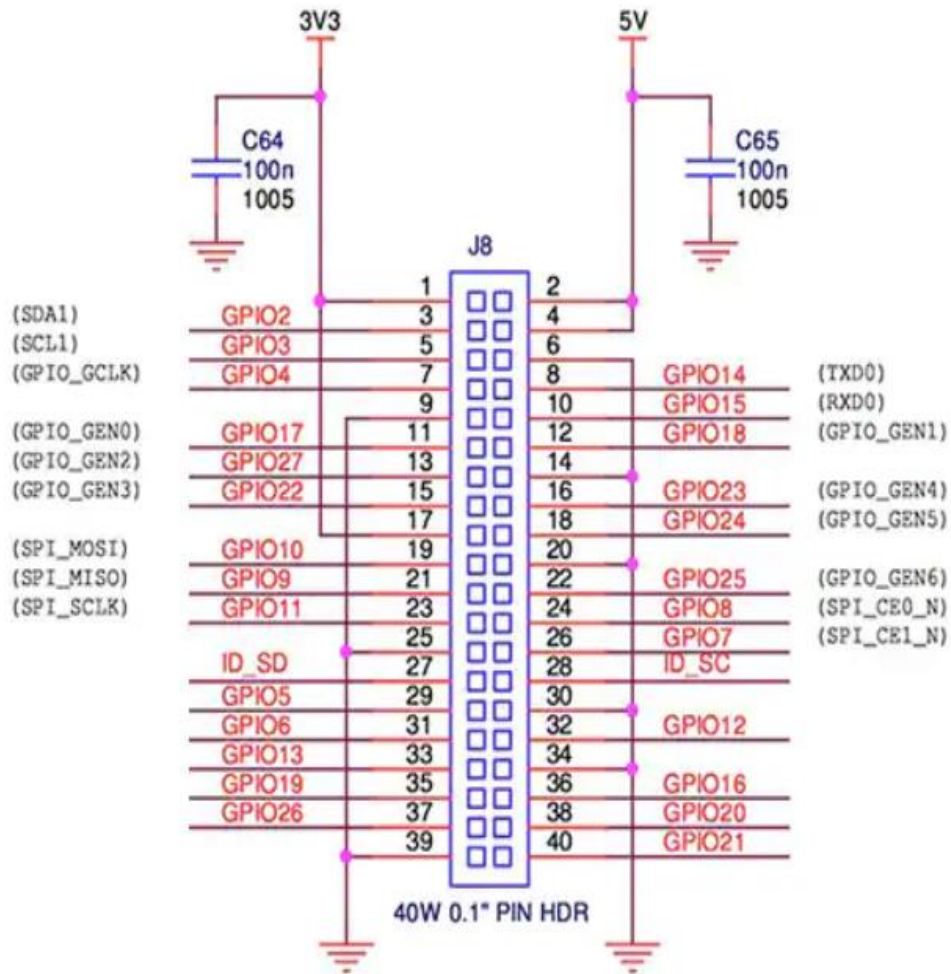 3V3 5V
C64 C65
100n 100n
1005 1005
J8
1 2
(SDA1) GPIO2 3 4
(SCL1) GPIO3 5 6
(GPIO_GCLK) GPIO4 7 8 GPIO14 (TXD0)
9 10 GPIO15 (RXD0)
(GPIO_GEN0) GPIO17 11 12 GPIO18 (GPIO_GEN1)
(GPIO_GEN2) GPIO27 13 14
(GPIO_GEN3) GPIO22 15 16 GPIO23 (GPIO_GEN4)
17 18 GPIO24 (GPIO_GEN5)
(SPI_MOSI) GPIO10 19 20
(SPI_MISO) GPIO9 21 22 GPIO25 (GPIO_GEN6)
(SPI_SCLK) GPIO11 23 24 GPIO8 (SPI_CE0_N)
25 26 GPIO7 (SPI_CE1_N)
ID_SD 27 28 ID_SC
GPIO5 29 30
GPIO6 31 32 GPIO12
GPIO13 33 34
GPIO19 35 36 GPIO16
GPIO26 37 38 GPIO20
39 40 GPIO21
40W 0.1" PIN HDR